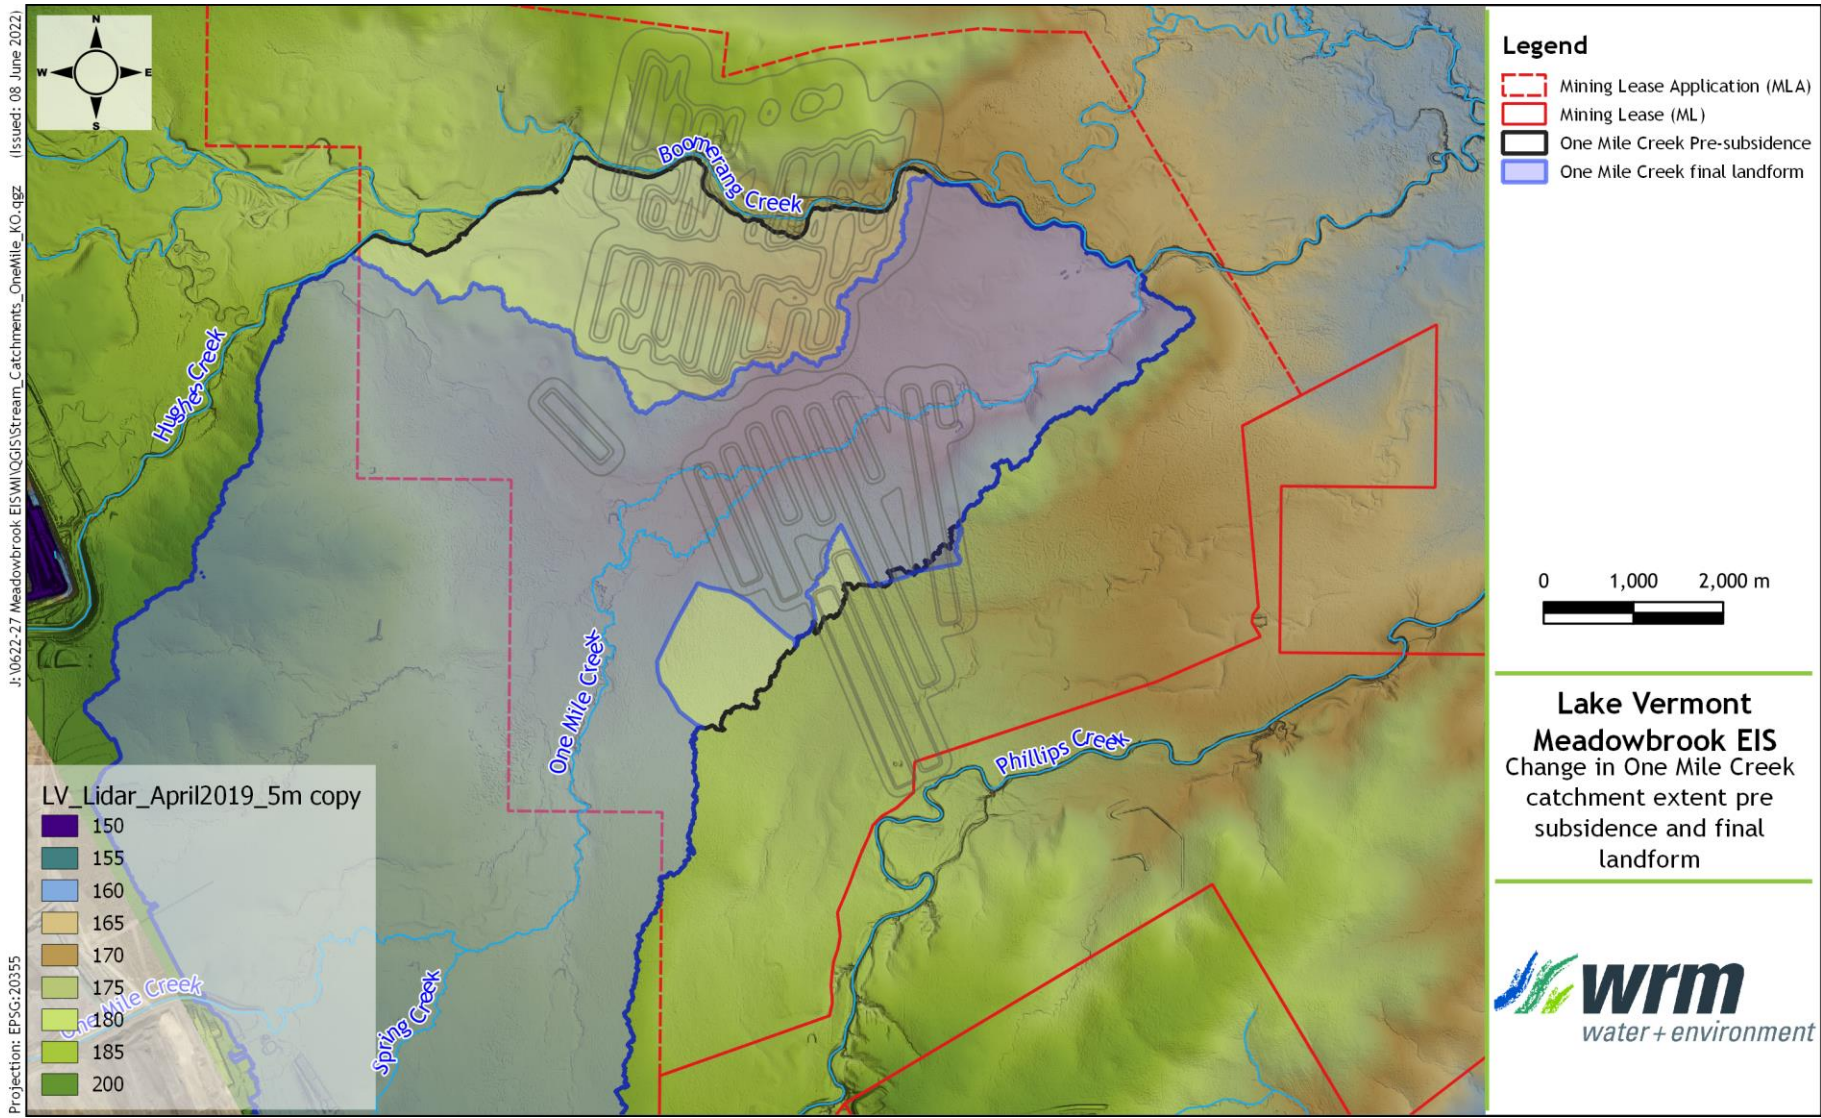 N
W
E
S
J:\0622-27 Meadowbrook EIS\WI\QGIS\Stream_Catchments_OneMile_KO.qgz (Issued: 08 June 2022)
Projection: EPSG:20355
Boomerang Creek
Hughes Creek
One Mile Creek
Phillips Creek
One Mile Creek
Spring Creek
LV_Lidar_April2019_5m copy
150
155
160
165
170
175
180
185
200
Legend
Mining Lease Application (MLA)
Mining Lease (ML)
One Mile Creek Pre-subsidence
One Mile Creek final landform
0 1,000 2,000 m
Lake Vermont
Meadowbrook EIS
Change in One Mile Creek
catchment extent pre
subsidence and final
landform
wrm
water + environment